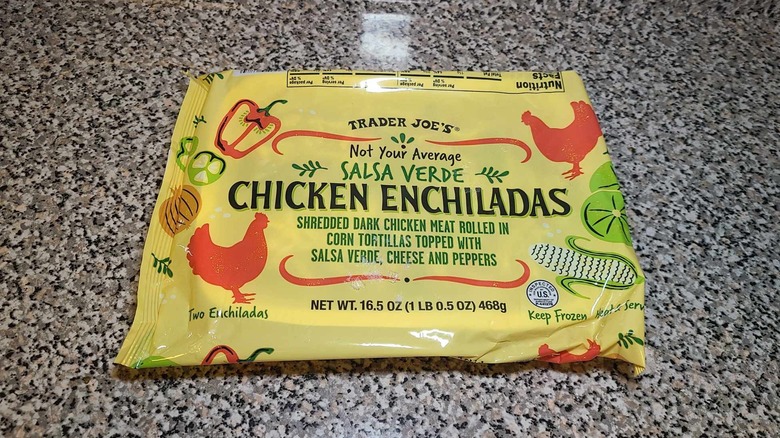 Nutrition
Facts
TRADER JOE'S®
Not Your Average
SALSA VERDE
CHICKEN ENCHILADAS
SHREDDED DARK CHICKEN MEAT ROLLED IN
CORN TORTILLAS TOPPED WITH
SALSA VERDE, CHEESE AND PEPPERS
NET WT. 16.5 OZ (1 LB 0.5 OZ) 468g
Two Enchiladas
U.S.
Keep Frozen